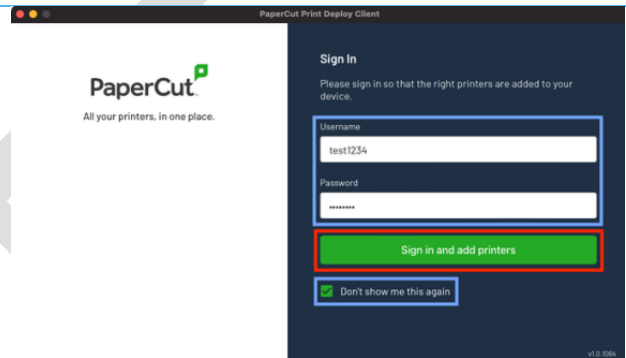 PaperCut Print Deploy Client
PaperCut
All your printers, in one place.
Sign In
Please sign in so that the right printers are added to your
device.
Username
test1234
Password
••••••••
Sign in and add printers
Don't show me this again
v1.0.1064